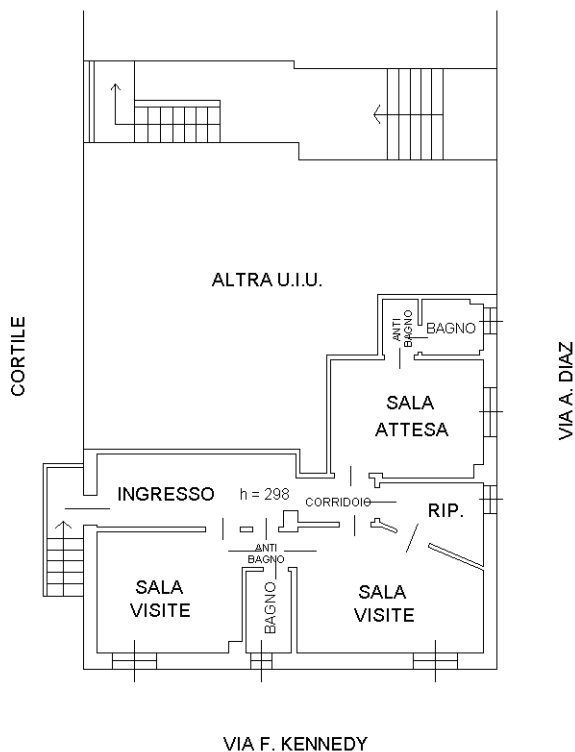 ALTRA U.I.U.
CORTILE
ANTI
BAGNO
BAGNO
VIA A. DIAZ
SALA
ATTESA
INGRESSO
h = 298
CORRIDOIO
RIP.
ANTI
BAGNO
SALA
VISITE
BAGNO
SALA
VISITE
VIA F. KENNEDY